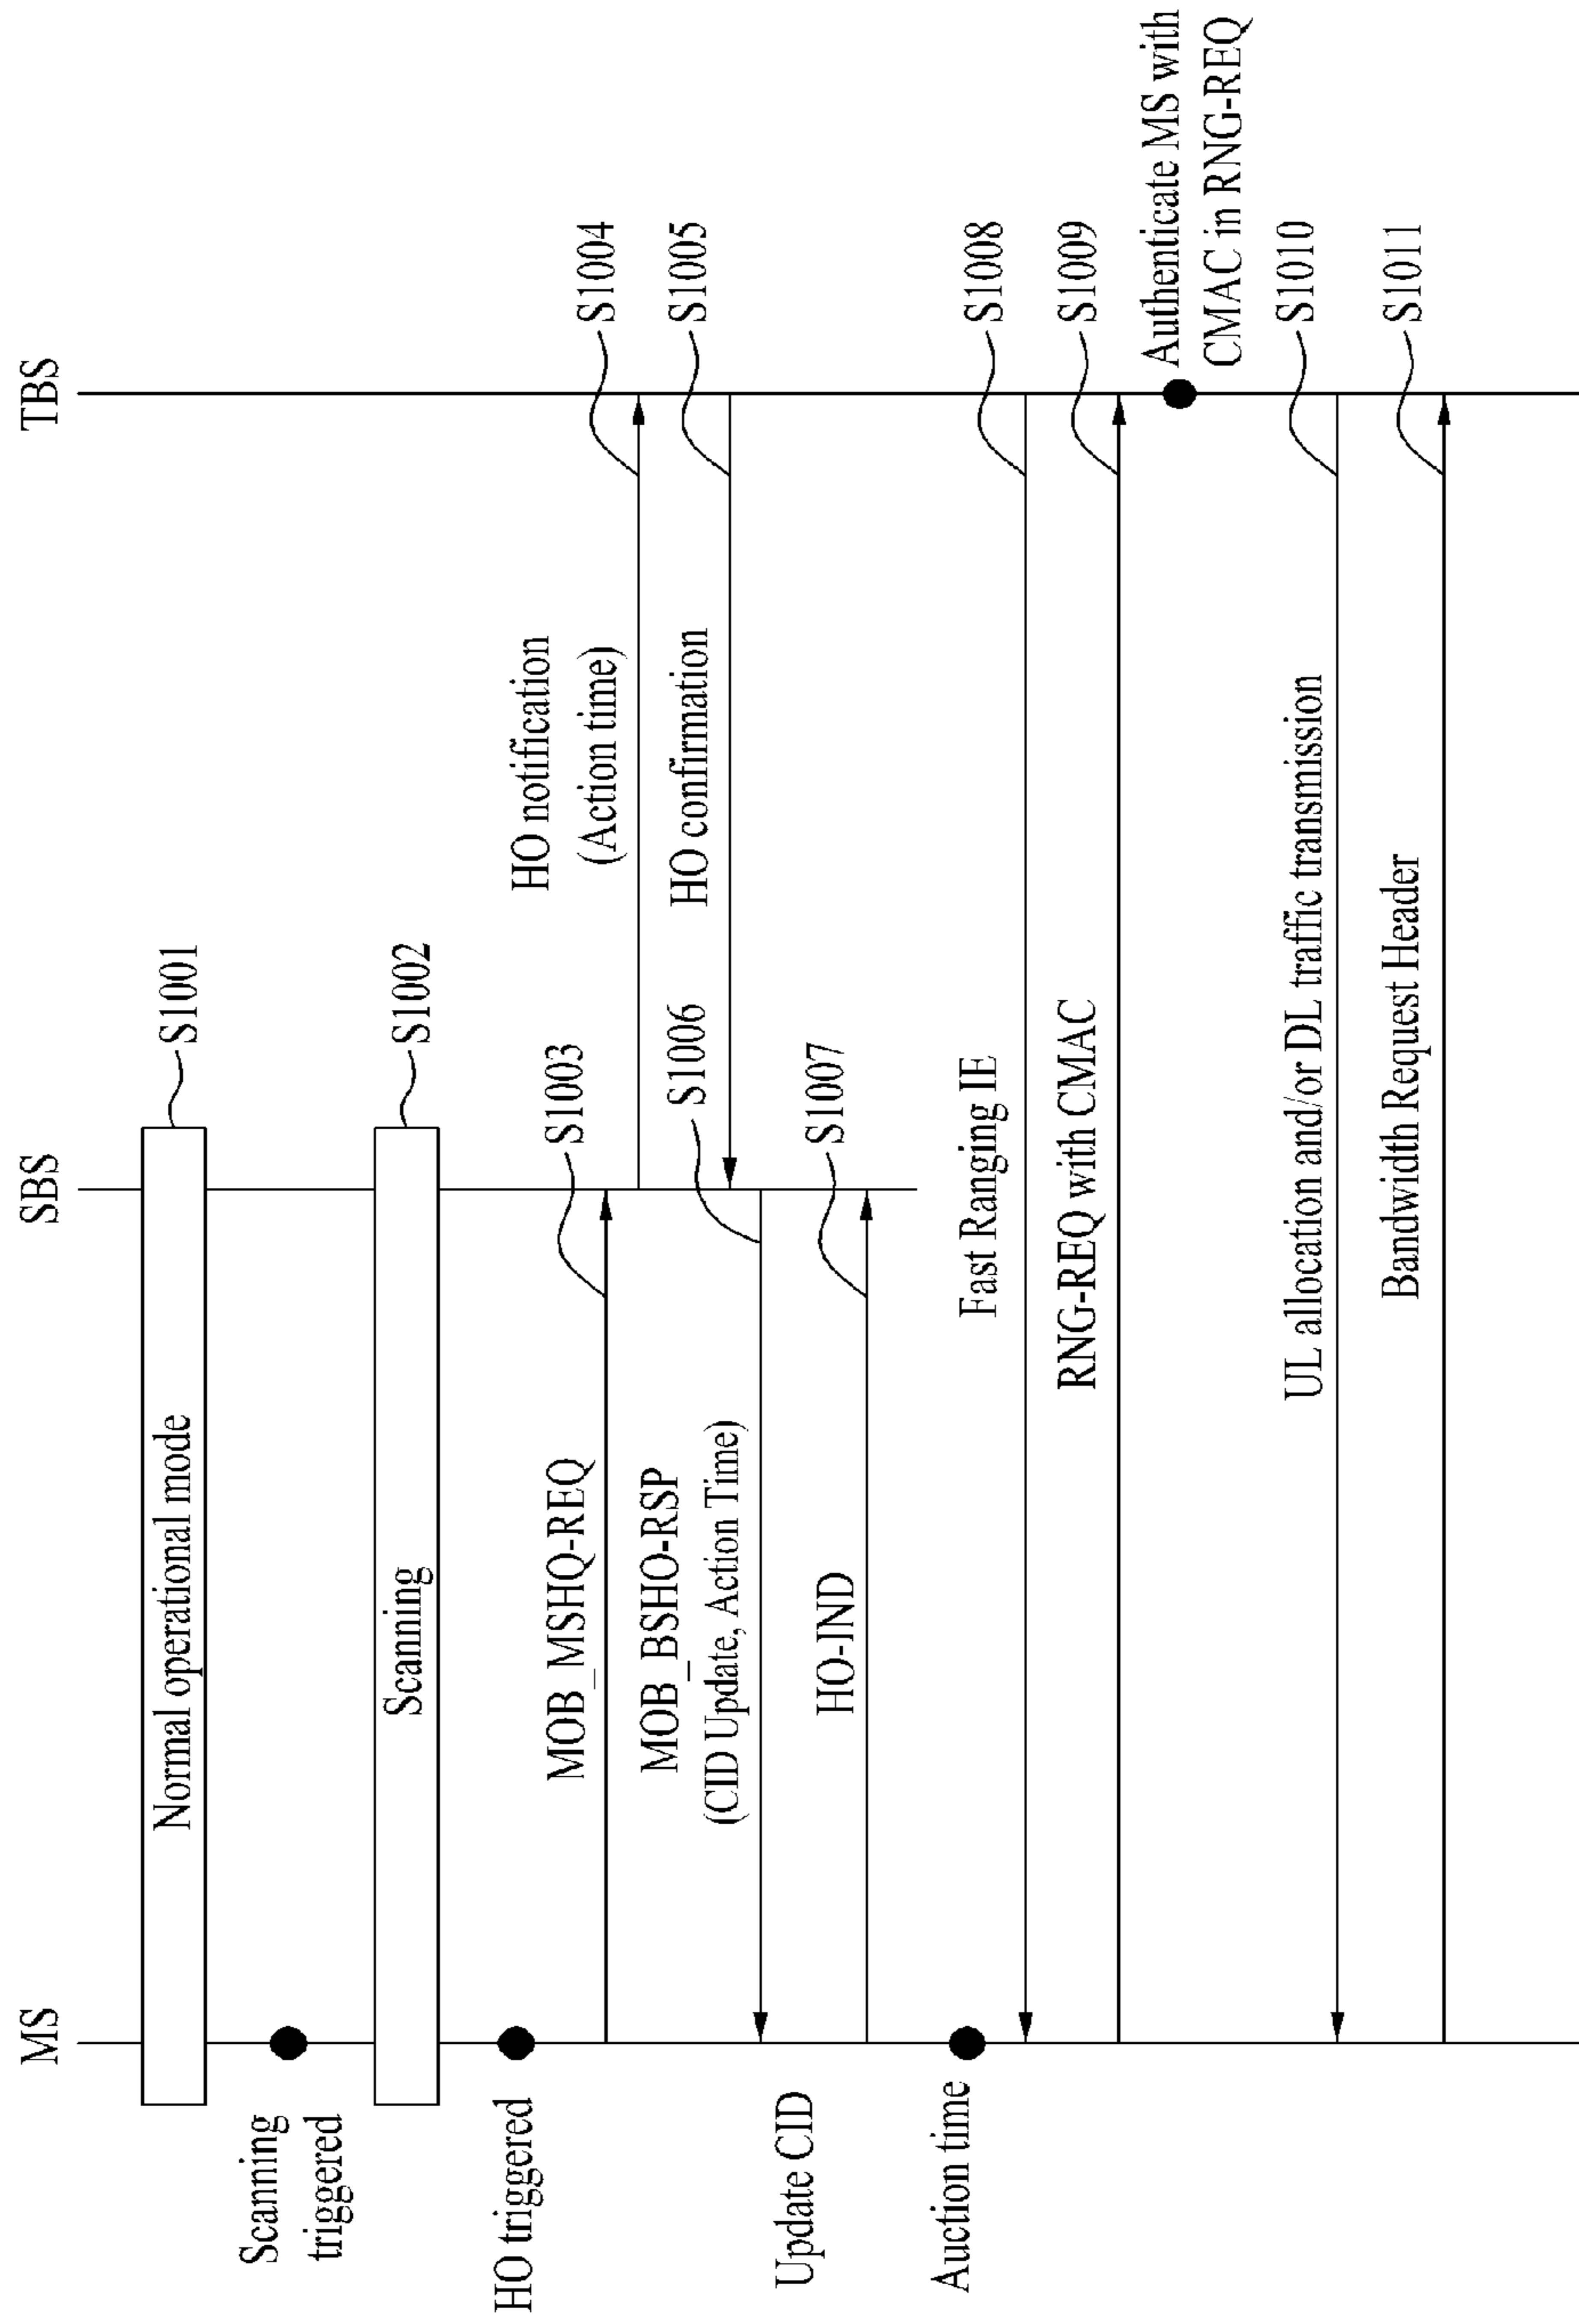 MS
SBS
TBS
Normal operational mode
S1001
Scanning
triggered
Scanning
S1002
HO triggered
MOB_MSHQ-REQ
S1003
HO notification
(Action time)
S1004
HO confirmation
S1005
MOB_BSHO-RSP
(CID Update, Action Time)
S1006
Update CID
HO-IND
S1007
Auction time
Fast Ranging IE
S1008
RNG-REQ with CMAC
S1009
Authenticate MS with
CMAC in RNG-REQ
UL allocation and/or DL traffic transmission
S1010
Bandwidth Request Header
S1011